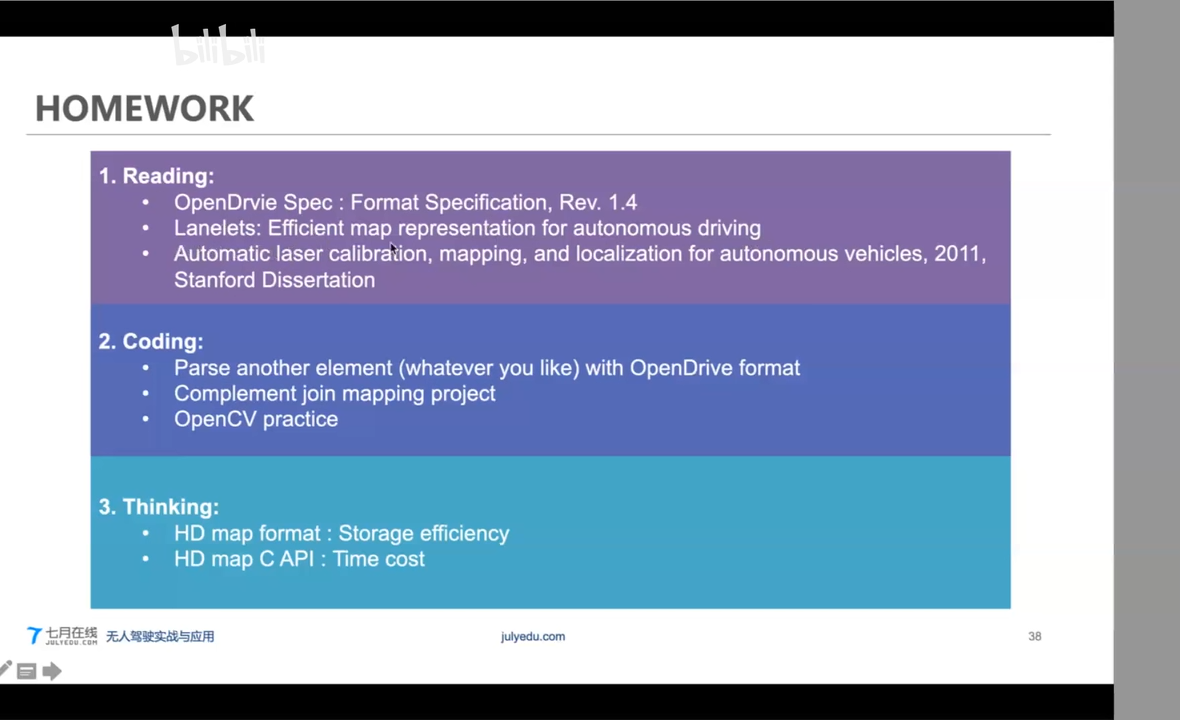 bilibili
HOMEWORK
1. Reading:
• OpenDrvie Spec : Format Specification, Rev. 1.4
• Lanelets: Efficient map representation for autonomous driving
• Automatic laser calibration, mapping, and localization for autonomous vehicles, 2011,
Stanford Dissertation
2. Coding:
• Parse another element (whatever you like) with OpenDrive format
• Complement join mapping project
• OpenCV practice
3. Thinking:
• HD map format : Storage efficiency
• HD map C API : Time cost
七月在线
JULYEDU.COM
无人驾驶实战与应用
julyedu.com
38